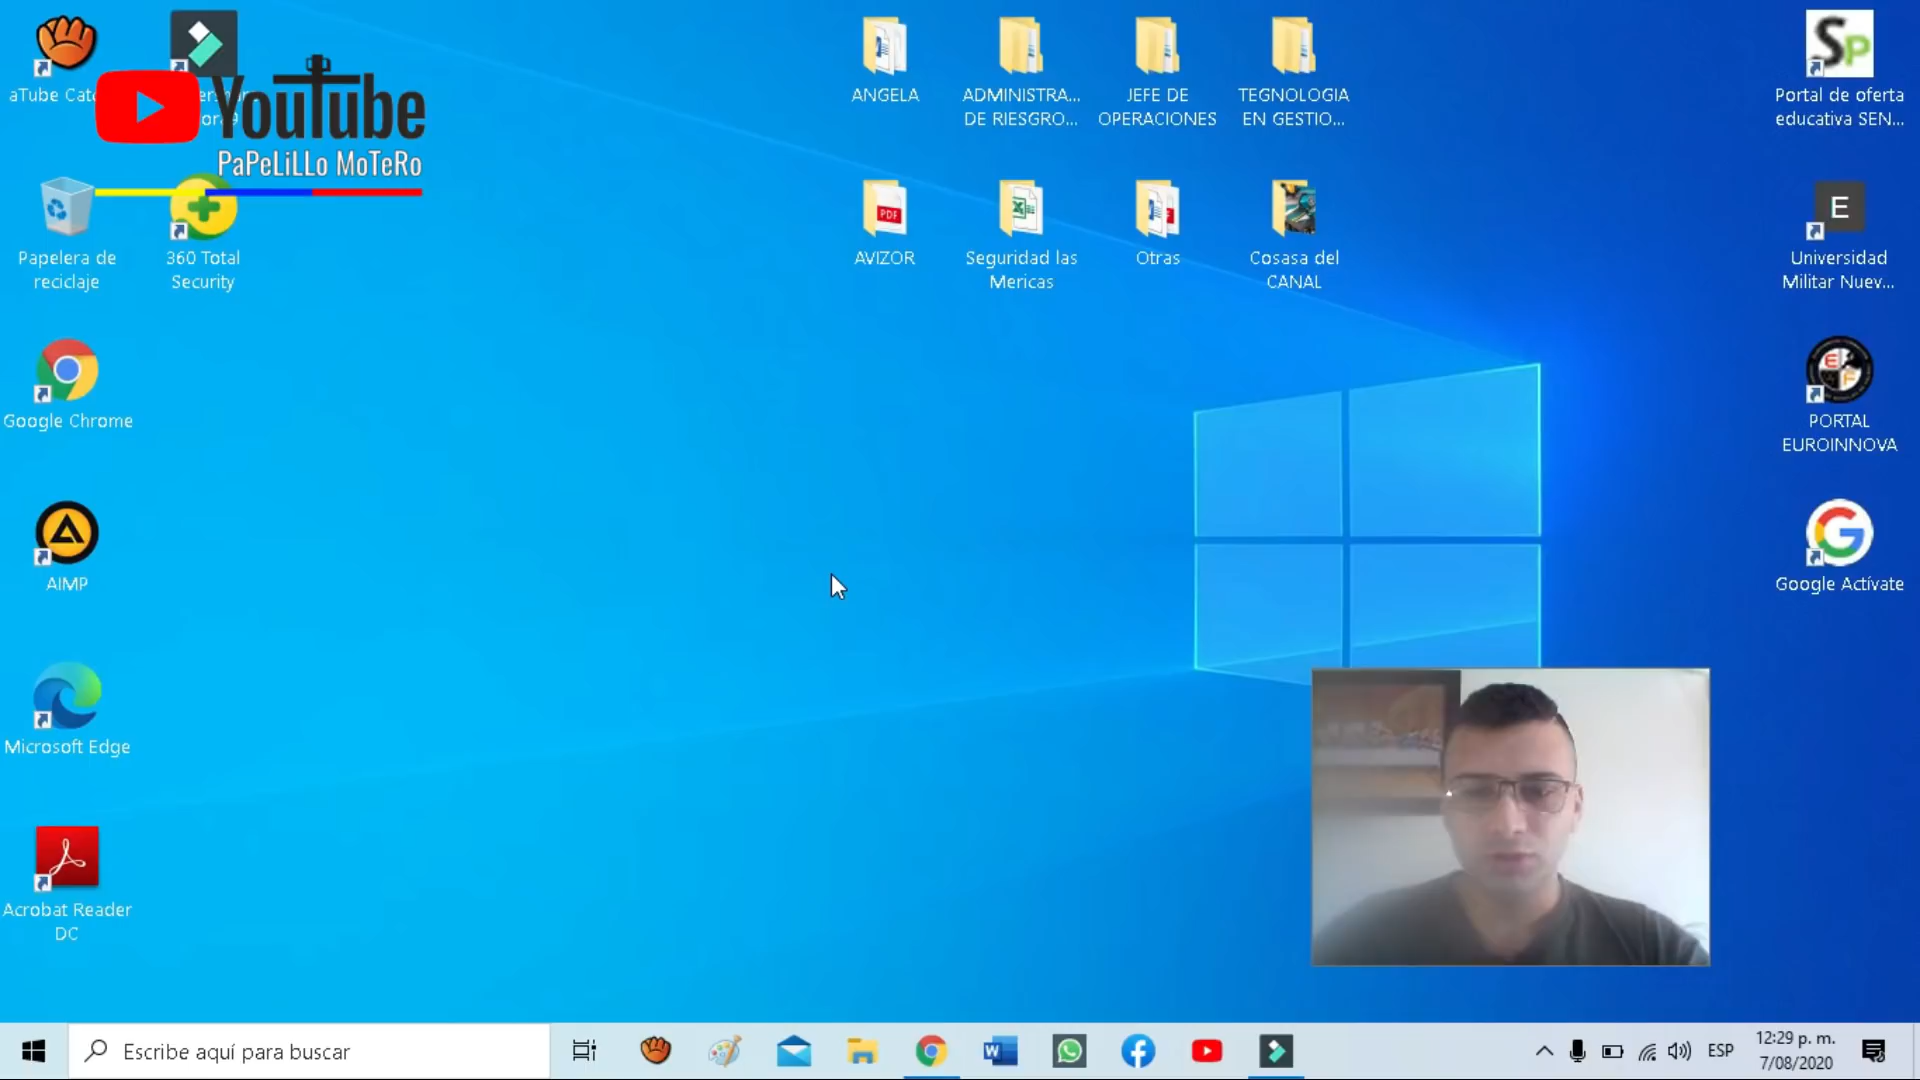 aTube Cat
YouTube
PaPeLiLLo MoTeRo
ANGELA
ADMINISTRA...
DE RIESGRO...
JEFE DE
OPERACIONES
TEGNOLOGIA
EN GESTIO...
Portal de oferta
educativa SEN...
Papelera de
reciclaje
360 Total
Security
PDF
AVIZOR
Seguridad las
Mericas
Otras
Cosasa del
CANAL
E
Universidad
Militar Nuev...
Google Chrome
PORTAL
EUROINNOVA
AIMP
Google Actívate
Microsoft Edge
Acrobat Reader
DC
Escribe aquí para buscar
ESP
12:29 p. m.
7/08/2020